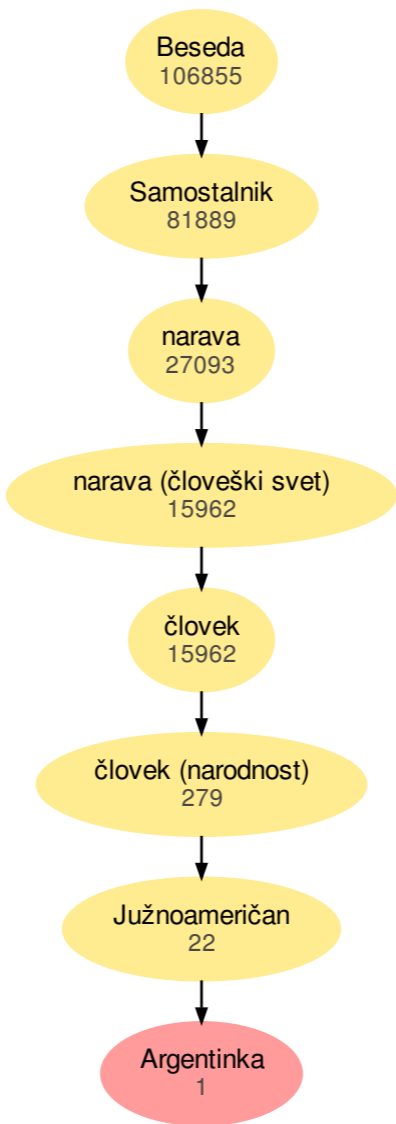 Beseda
106855
Samostalnik
81889
narava
27093
narava (človeški svet)
15962
človek
15962
človek (narodnost)
279
Južnoameričan
22
Argentinka
1